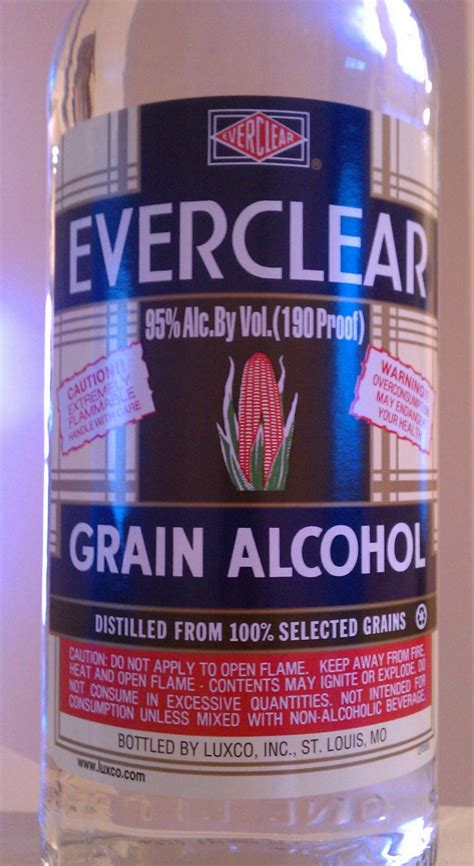 EVERCLEAR
®
EVERCLEAR
95% Alc. By Vol. (190 Proof)
CAUTION!!
EXTREMELY
FLAMMABLE
HANDLE WITH CARE
WARNING!
OVERCONSUMPTION
MAY ENDANGER
YOUR HEALTH
GRAIN ALCOHOL
DISTILLED FROM 100% SELECTED GRAINS
CAUTION: DO NOT APPLY TO OPEN FLAME. KEEP AWAY FROM FIRE,
HEAT AND OPEN FLAME - CONTENTS MAY IGNITE OR EXPLODE. DO
NOT CONSUME IN EXCESSIVE QUANTITIES. NOT INTENDED FOR
CONSUMPTION UNLESS MIXED WITH NON-ALCOHOLIC BEVERAGE.
BOTTLED BY LUXCO, INC., ST. LOUIS, MO
www.luxco.com